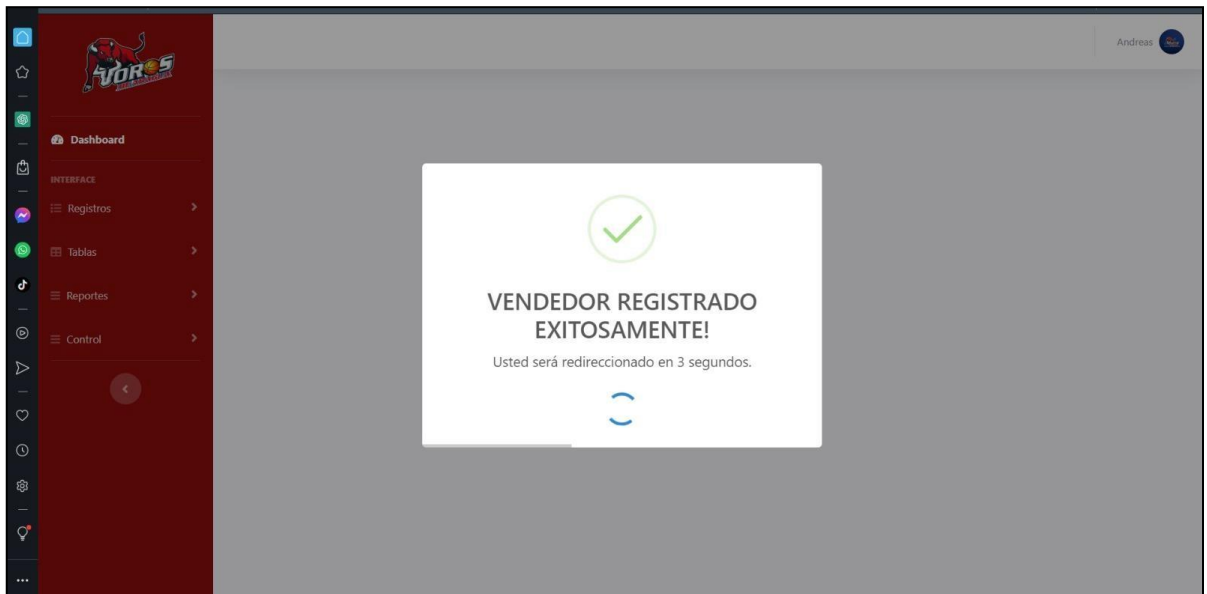 Andreas
Dashboard
INTERFACE
Registros
Tablas
Reportes
Control
VENDEDOR REGISTRADO
EXITOSAMENTE!
Usted será redireccionado en 3 segundos.